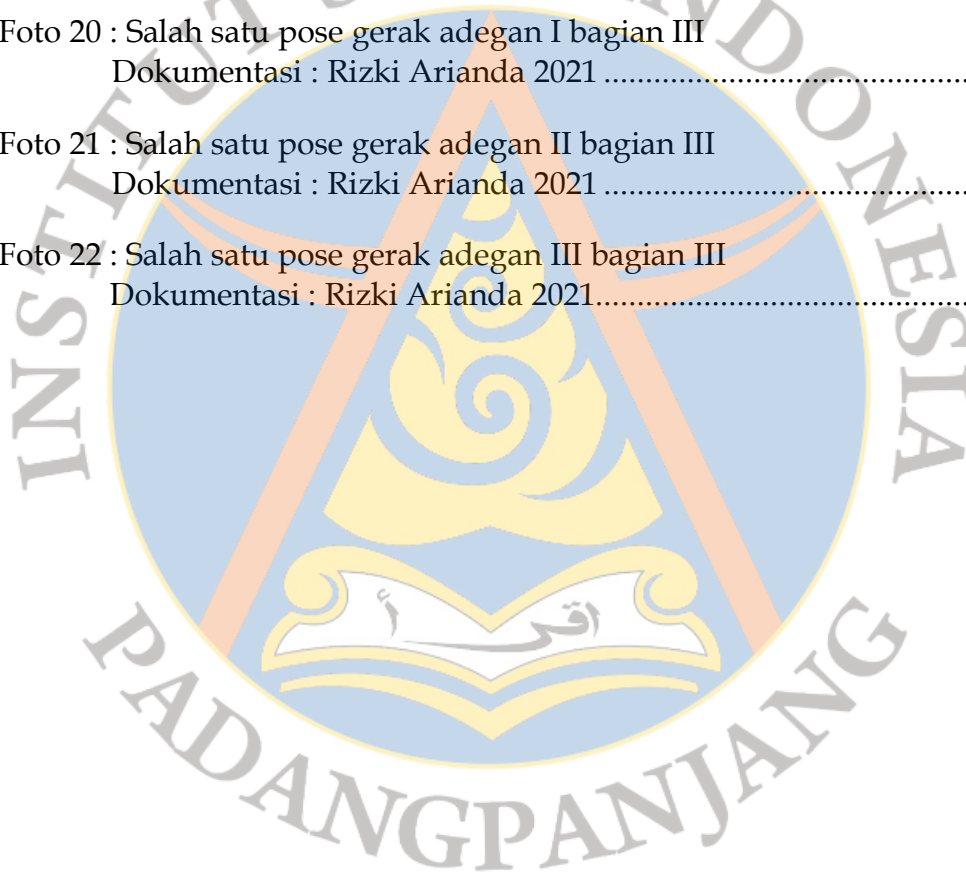 Foto 20 : Salah satu pose gerak adegan I bagian III
Dokumentasi : Rizki Arianda 2021 ............................................
Foto 21 : Salah satu pose gerak adegan II bagian III
Dokumentasi : Rizki Arianda 2021 ............................................
Foto 22 : Salah satu pose gerak adegan III bagian III
Dokumentasi : Rizki Arianda 2021.............................................
INSTITUT S
NDONESIA
اقرأ
PADANGPANJANG